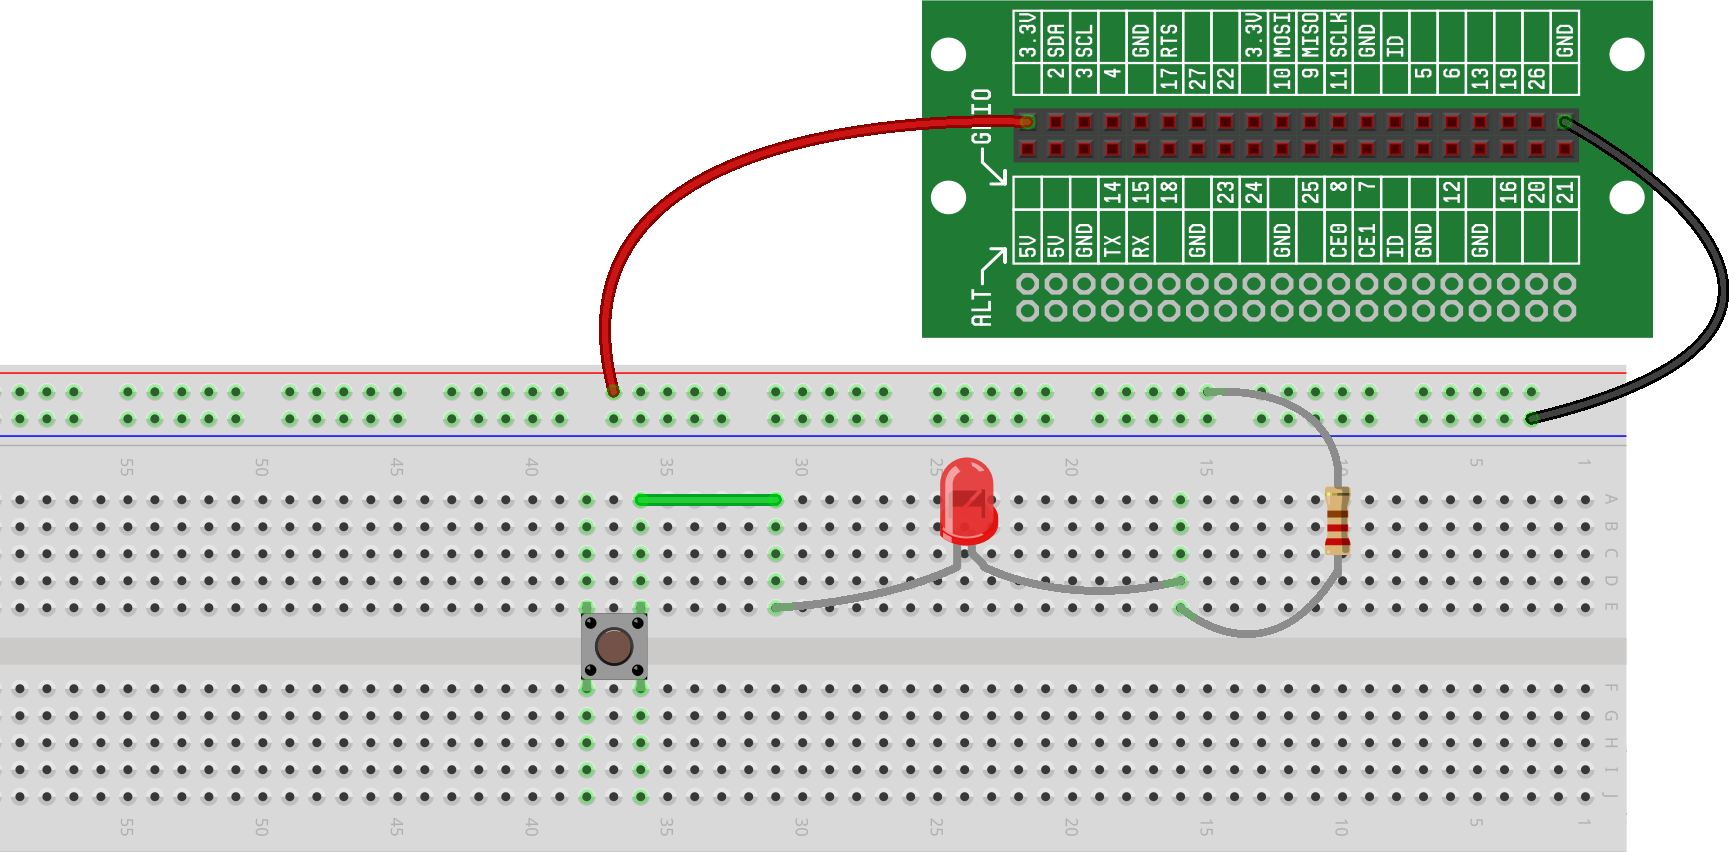 3.3V SDA SCL GND RTS 3.3V MOSI MISO SCLK GND ID GND
2 3 4 17 27 22 10 9 11 5 6 13 19 26
GPIO
14 15 18 23 24 25 8 7 12 16 20 21
5V 5V GND TX RX GND GND CE0 CE1 ID GND GND
ALT
55 50 45 40 35 30 25 20 15 10 5 1
A
B
C
D
E
F
G
H
I
J
55 50 45 40 35 30 25 20 15 10 5 1